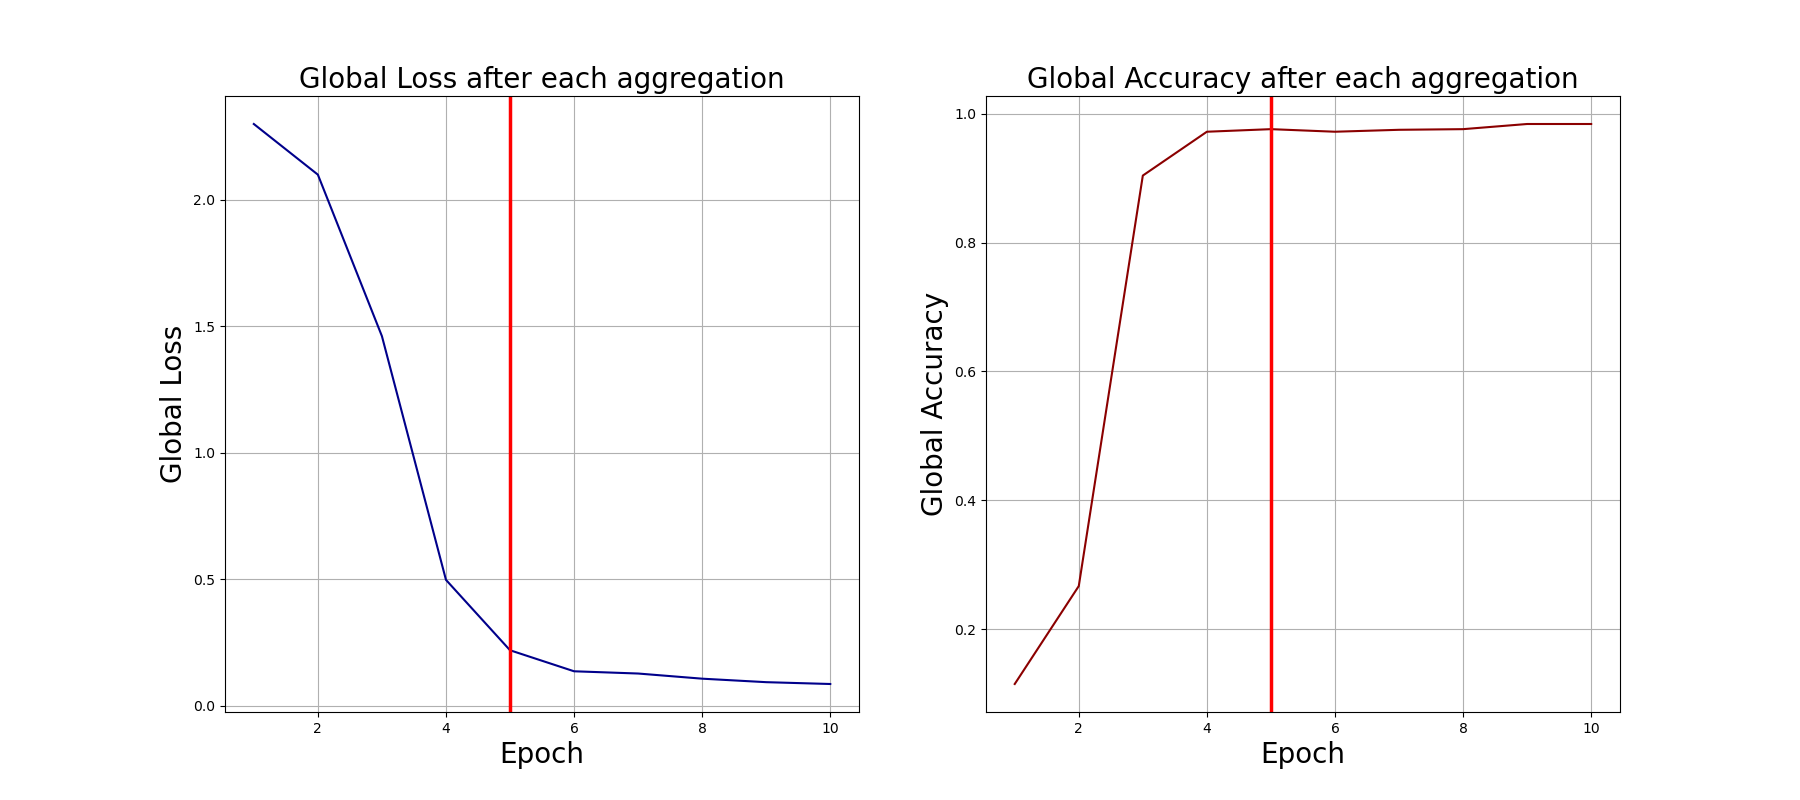 Global Loss after each aggregation
Global Loss
2.0
1.5
1.0
0.5
0.0
2 4 6 8 10
Epoch
Global Accuracy after each aggregation
Global Accuracy
1.0
0.8
0.6
0.4
0.2
2 4 6 8 10
Epoch